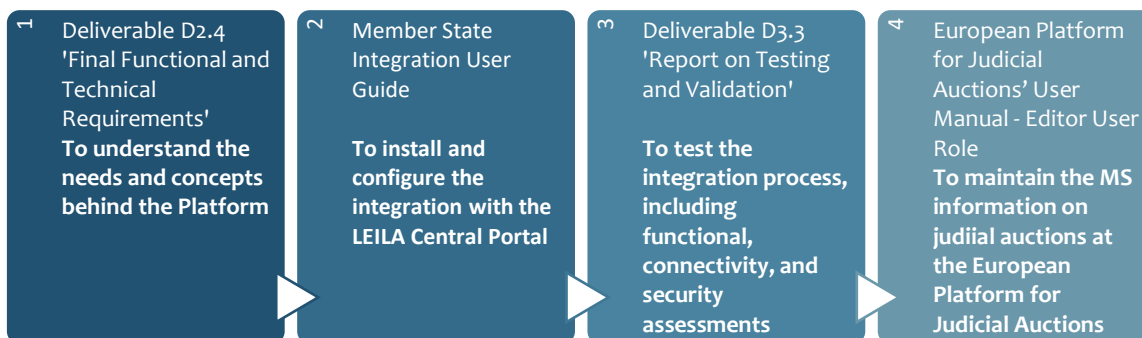 1
Deliverable D2.4
'Final Functional and
Technical
Requirements'
To understand the
needs and concepts
behind the Platform
2
Member State
Integration User
Guide
To install and
configure the
integration with the
LEILA Central Portal
3
Deliverable D3.3
'Report on Testing
and Validation'
To test the
integration process,
including
functional,
connectivity, and
security
assessments
4
European Platform
for Judicial
Auctions’ User
Manual - Editor User
Role
To maintain the MS
information on
judiial auctions at
the European
Platform for
Judicial Auctions